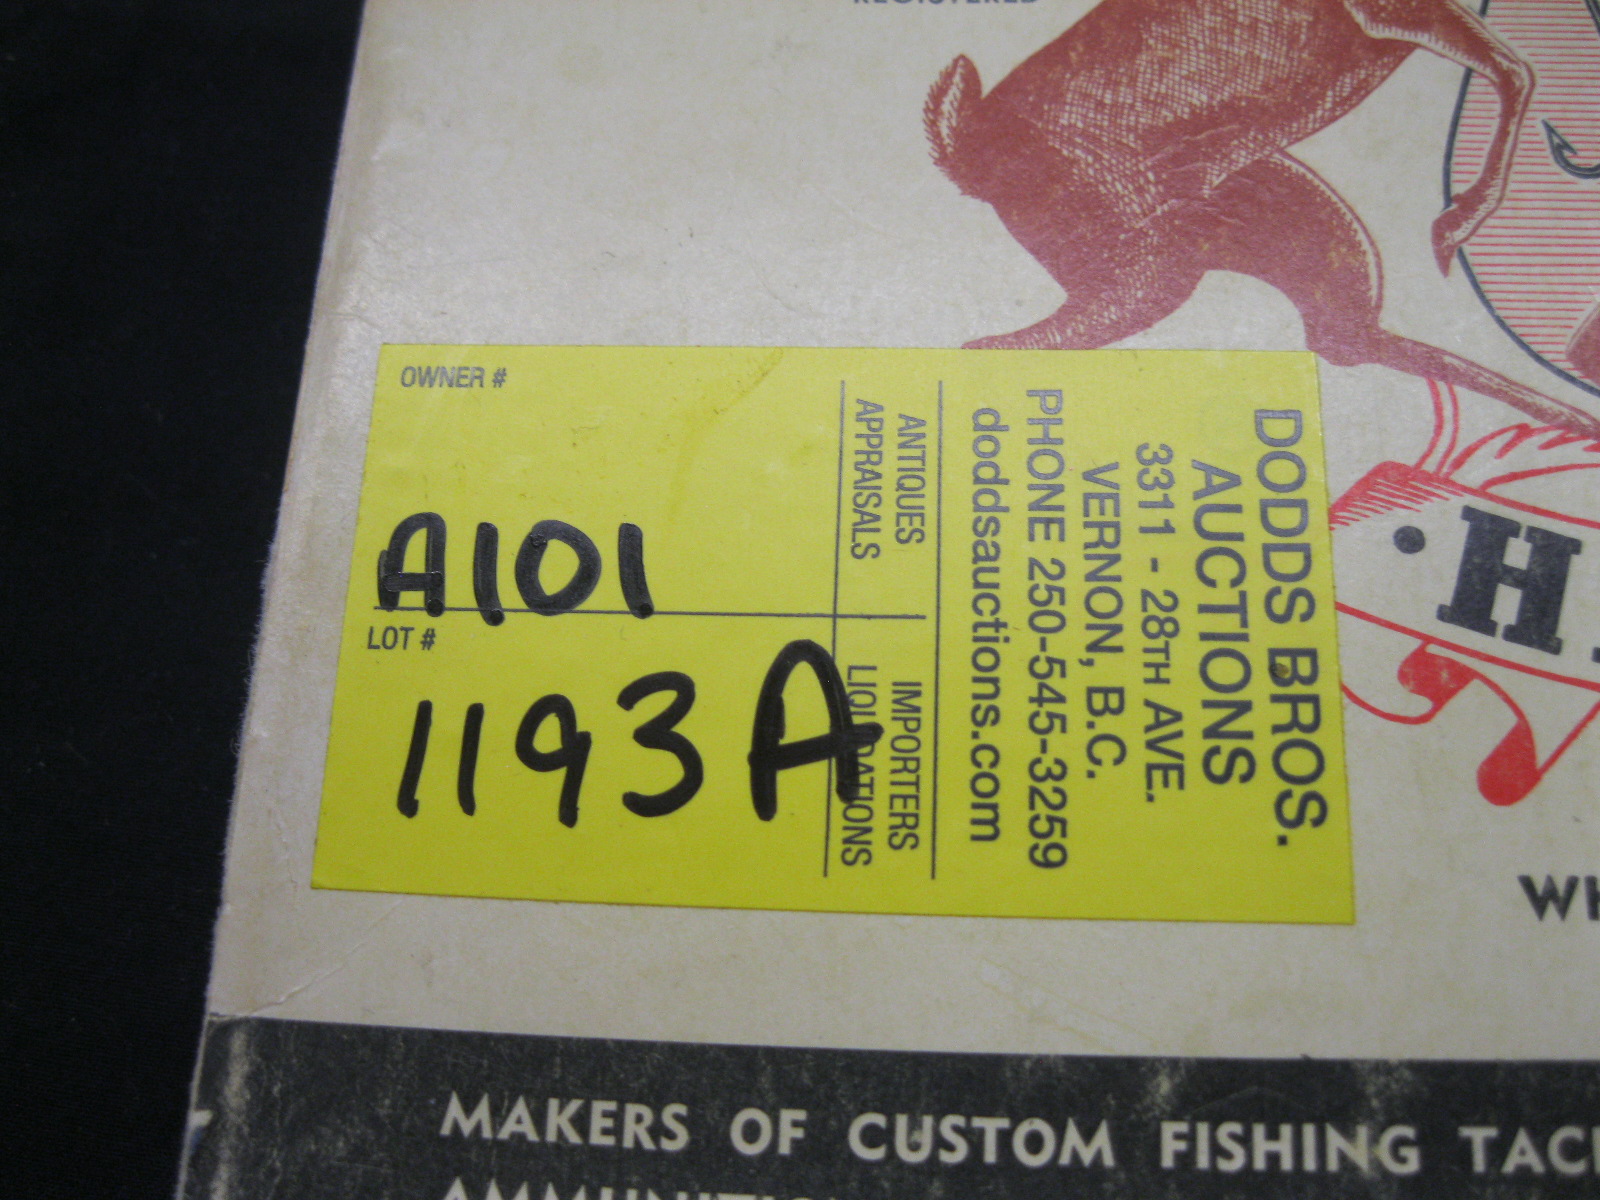 REGISTERED
OWNER #
A101
LOT #
1193A
DODDS BROS.
AUCTIONS
3311 - 28TH AVE.
VERNON, B.C.
PHONE 250-545-3259
doddsauctions.com
ANTIQUES
APPRAISALS
IMPORTERS
LIQUIDATIONS
• H
WH
MAKERS OF CUSTOM FISHING TACK